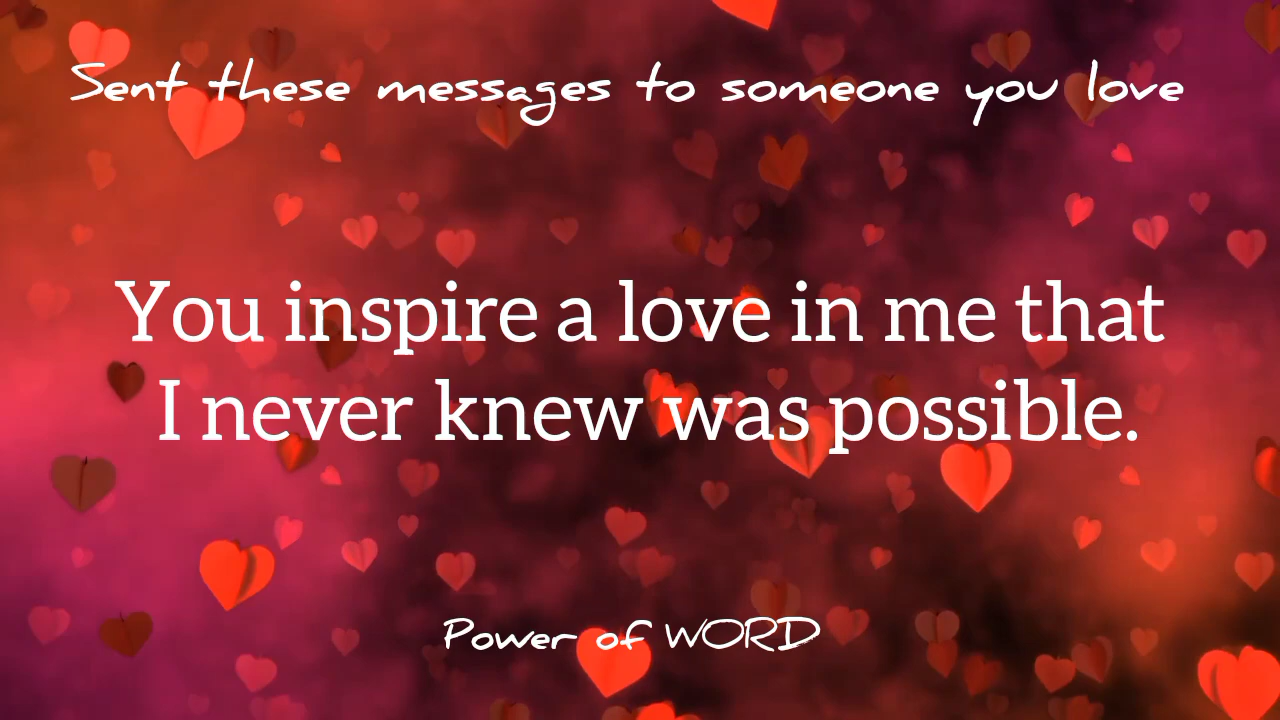 Sent these messages to someone you love
You inspire a love in me that
I never knew was possible.
Power of WORD